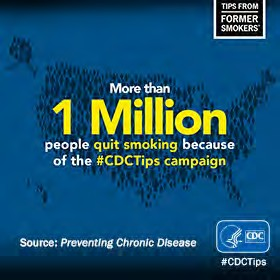 TIPS FROM
FORMER
SMOKERS®
More than
1 Million
people quit smoking because
of the #CDCTips campaign
Source: Preventing Chronic Disease
CDC
#CDCTips